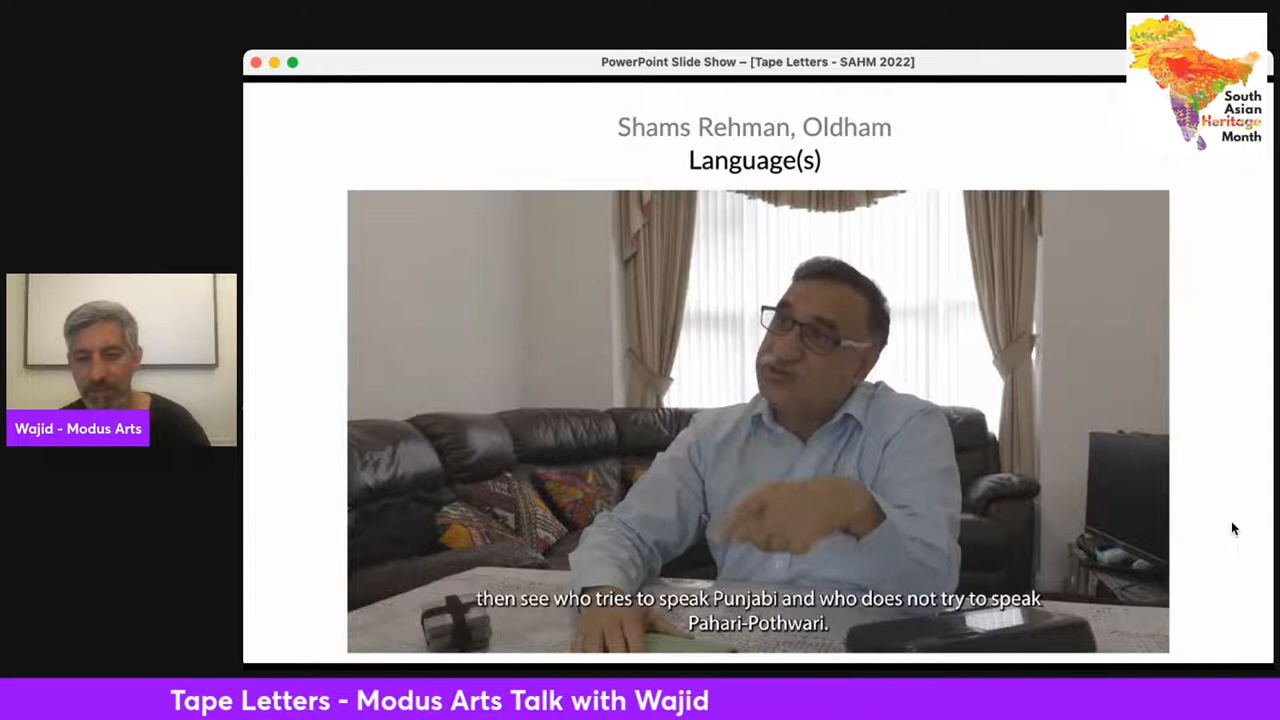 PowerPoint Slide Show – [Tape Letters - SAHM 2022]
South
Asian
Heritage
Month
Shams Rehman, Oldham
Language(s)
Wajid - Modus Arts
then see who tries to speak Punjabi and who does not try to speak
Pahari-Pothwari.
Tape Letters - Modus Arts Talk with Wajid